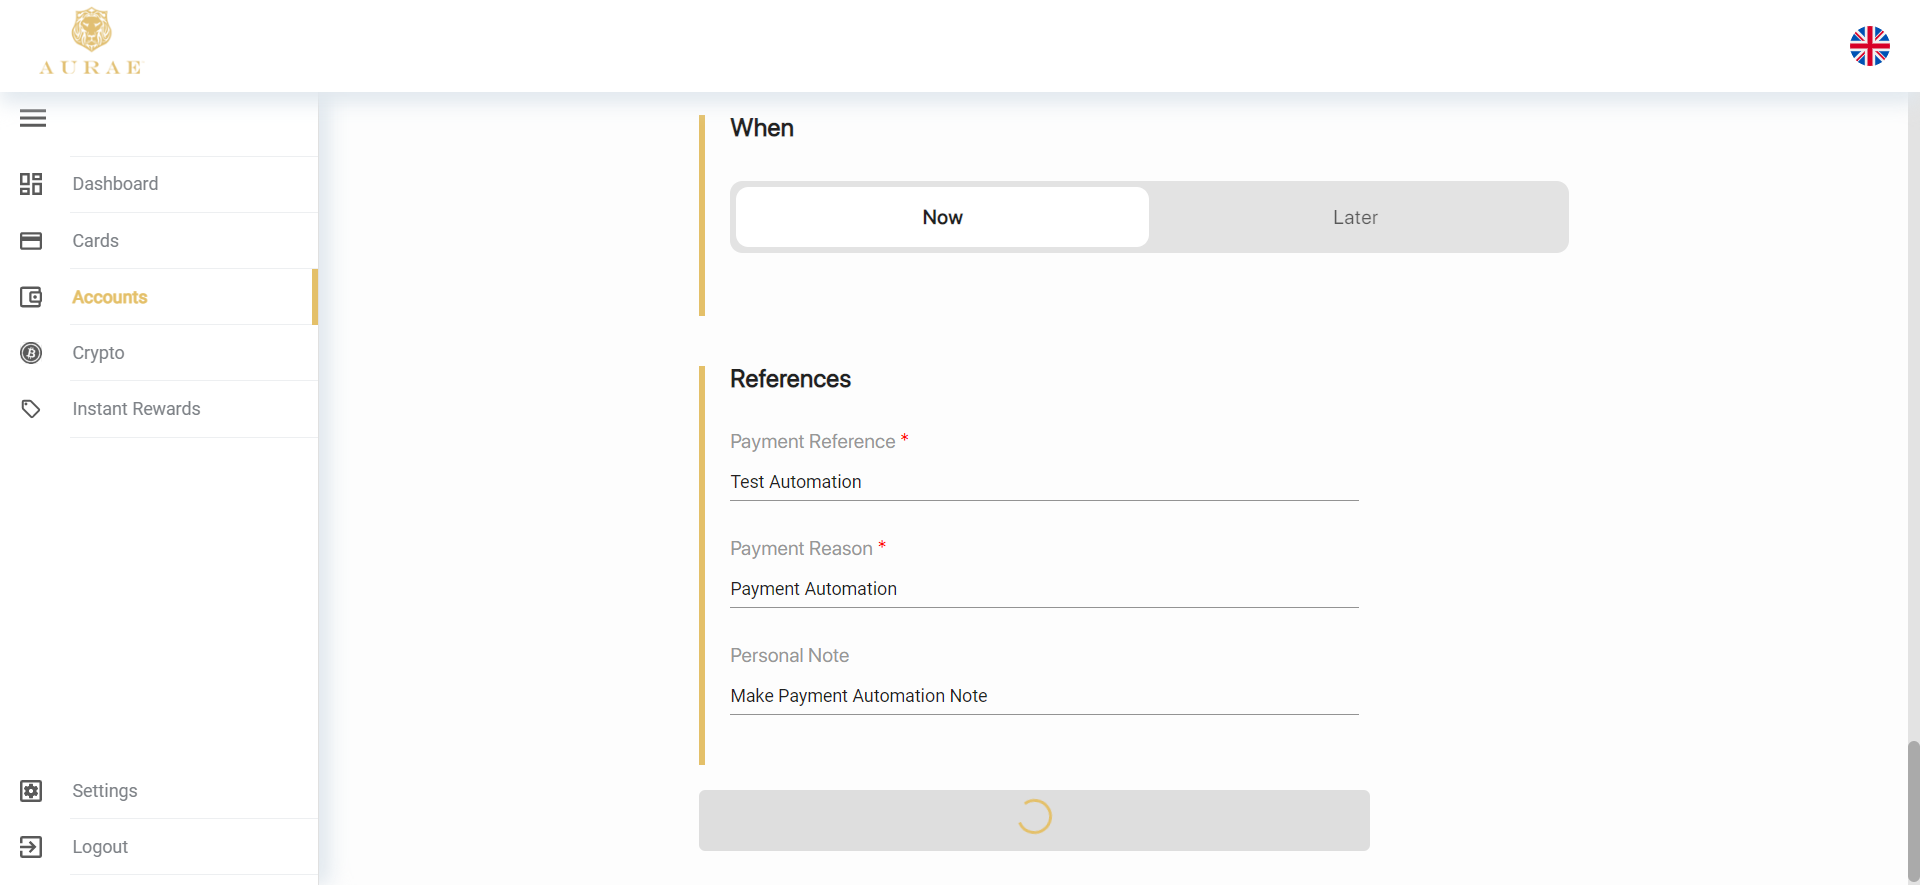 AURAE
Dashboard
Cards
Accounts
Crypto
Instant Rewards
Settings
Logout
When
Now
Later
References
Payment Reference *
Test Automation
Payment Reason *
Payment Automation
Personal Note
Make Payment Automation Note